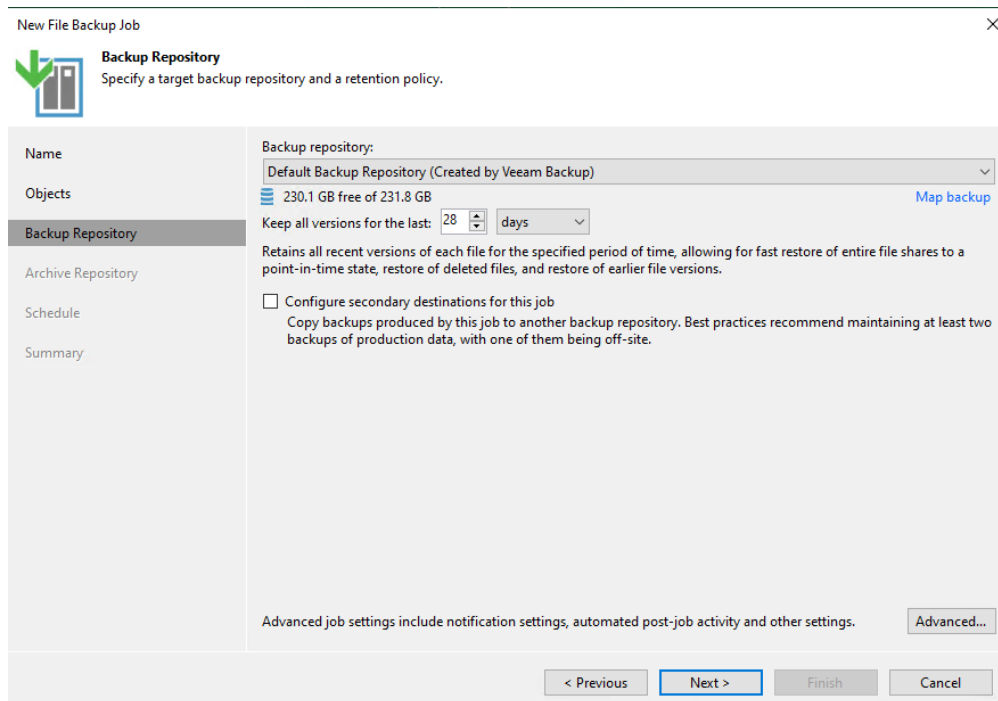 New File Backup Job
Backup Repository
Specify a target backup repository and a retention policy.
Name
Objects
Backup Repository
Archive Repository
Schedule
Summary
Backup repository:
Default Backup Repository (Created by Veeam Backup)
230.1 GB free of 231.8 GB
Map backup
Keep all versions for the last: 28 days
Retains all recent versions of each file for the specified period of time, allowing for fast restore of entire file shares to a
point-in-time state, restore of deleted files, and restore of earlier file versions.
Configure secondary destinations for this job
Copy backups produced by this job to another backup repository. Best practices recommend maintaining at least two
backups of production data, with one of them being off-site.
Advanced job settings include notification settings, automated post-job activity and other settings.
Advanced...
< Previous
Next >
Finish
Cancel